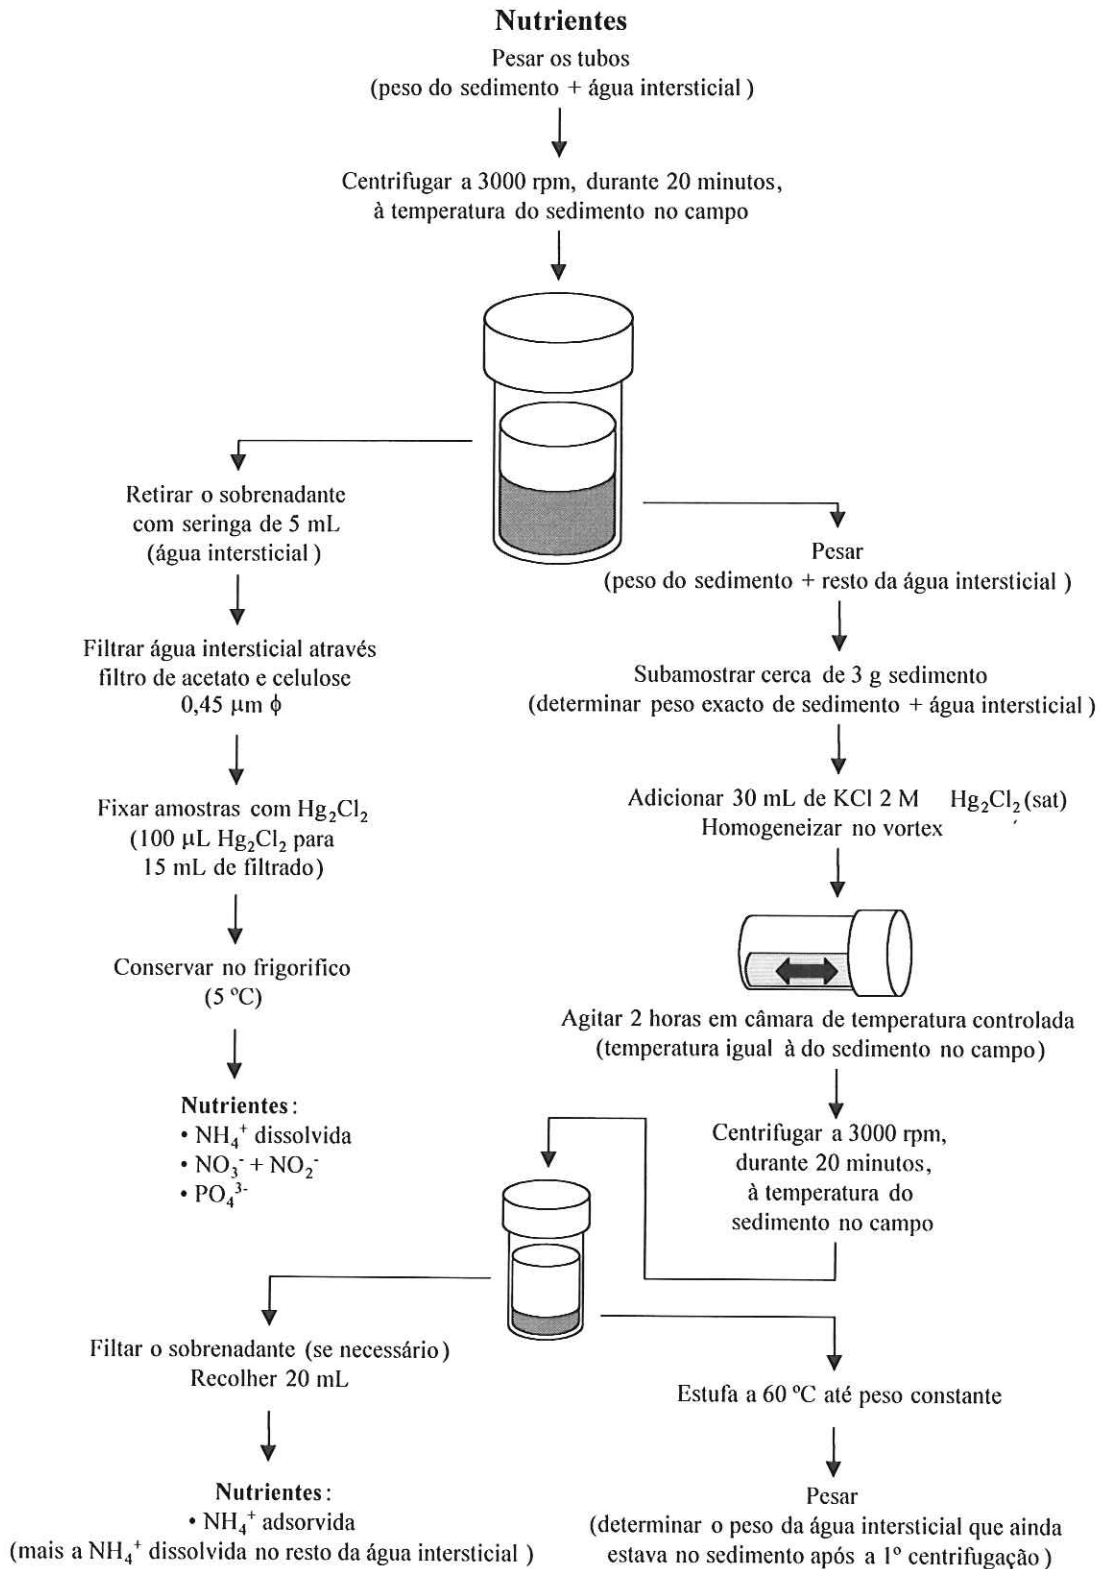 Nutrientes
Pesar os tubos
(peso do sedimento + água intersticial )
Centrifugar a 3000 rpm, durante 20 minutos,
à temperatura do sedimento no campo
Retirar o sobrenadante
com seringa de 5 mL
(água intersticial )
Filtrar água intersticial através
filtro de acetato e celulose
0,45 µm ϕ
Fixar amostras com Hg₂Cl₂
(100 µL Hg₂Cl₂ para
15 mL de filtrado)
Conservar no frigorifico
(5 ºC)
Nutrientes:
• NH₄⁺ dissolvida
• NO₃⁻ + NO₂⁻
• PO₄³⁻
Pesar
(peso do sedimento + resto da água intersticial )
Subamostrar cerca de 3 g sedimento
(determinar peso exacto de sedimento + água intersticial )
Adicionar 30 mL de KCl 2 M Hg₂Cl₂ (sat)
Homogeneizar no vortex
Agitar 2 horas em câmara de temperatura controlada
(temperatura igual à do sedimento no campo)
Centrifugar a 3000 rpm,
durante 20 minutos,
à temperatura do
sedimento no campo
Filtar o sobrenadante (se necessário)
Recolher 20 mL
Nutrientes:
• NH₄⁺ adsorvida
(mais a NH₄⁺ dissolvida no resto da água intersticial )
Estufa a 60 ºC até peso constante
Pesar
(determinar o peso da água intersticial que ainda
estava no sedimento após a 1º centrifugação )